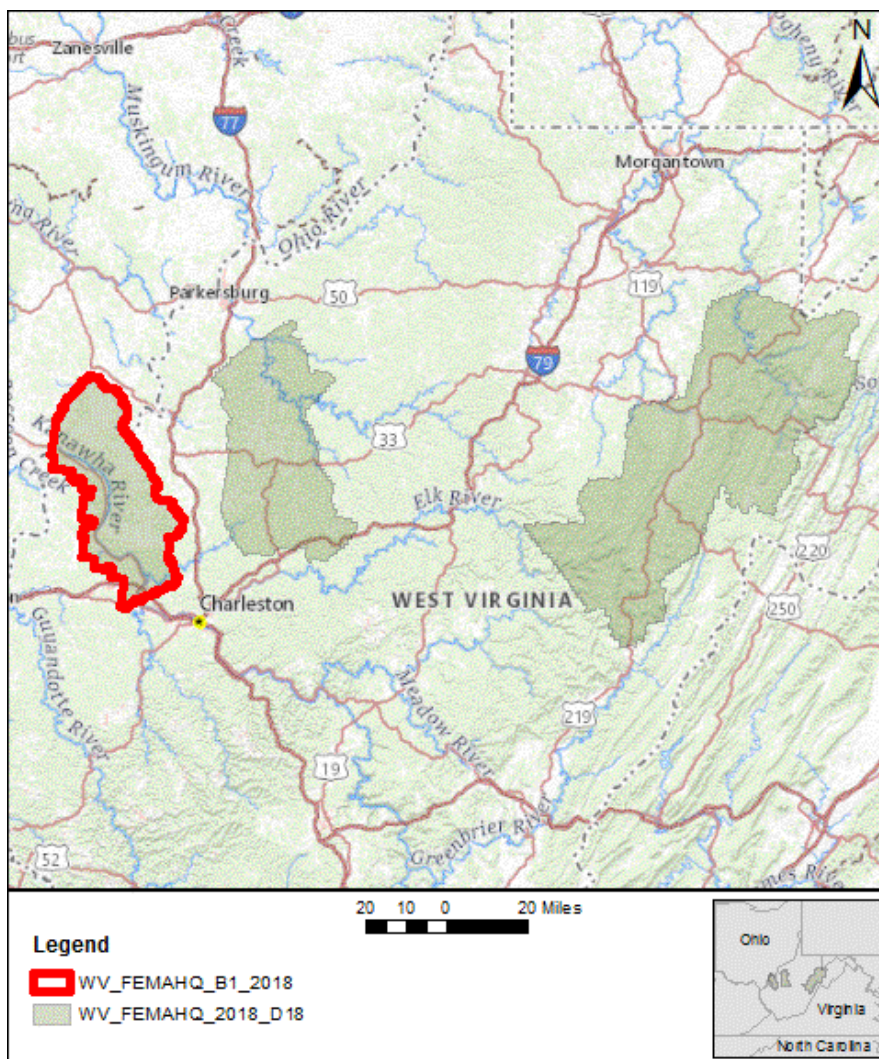 Zanesville
Creek
N
77
Muskingum River
Morgantown
Ohio River
Parkersburg
50
119
79
33
Kanawha River
Creek
Elk River
220
WEST VIRGINIA
250
Charleston
Guyandotte River
Meadow River
219
19
Greenbrier River
52
20 10 0 20 Miles
Legend
WV_FEMAHQ_B1_2018
WV_FEMAHQ_2018_D18
Ohio
Virginia
North Carolina